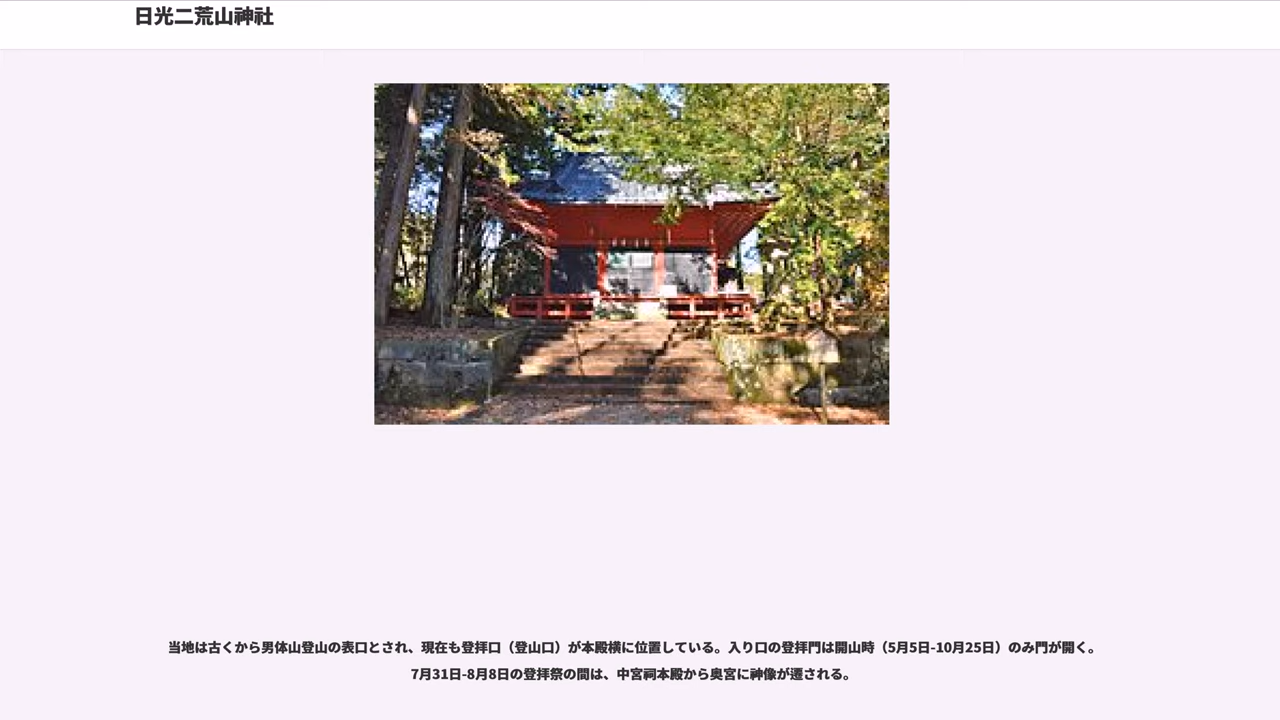 日光二荒山神社
当地は古くから男体山登山の表口とされ、現在も登拝口（登山口）が本殿横に位置している。入り口の登拝門は開山時（5月5日-10月25日）のみ門が開く。
7月31日-8月8日の登拝祭の間は、中宮祠本殿から奥宮に神像が遷される。